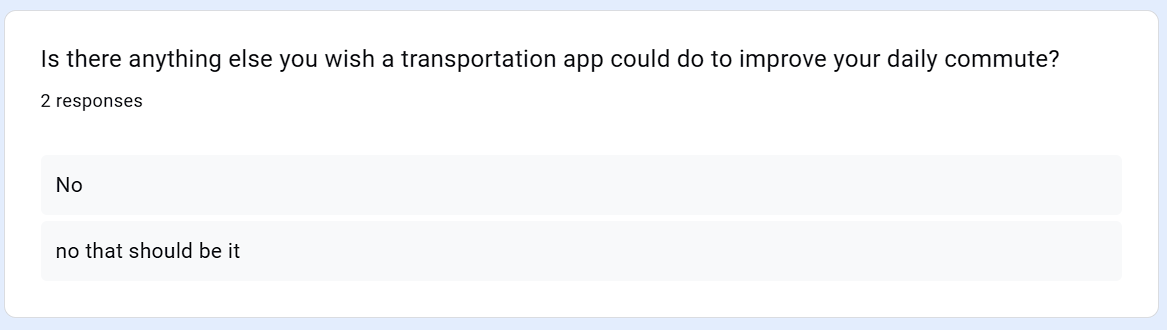 Is there anything else you wish a transportation app could do to improve your daily commute?
2 responses
No
no that should be it